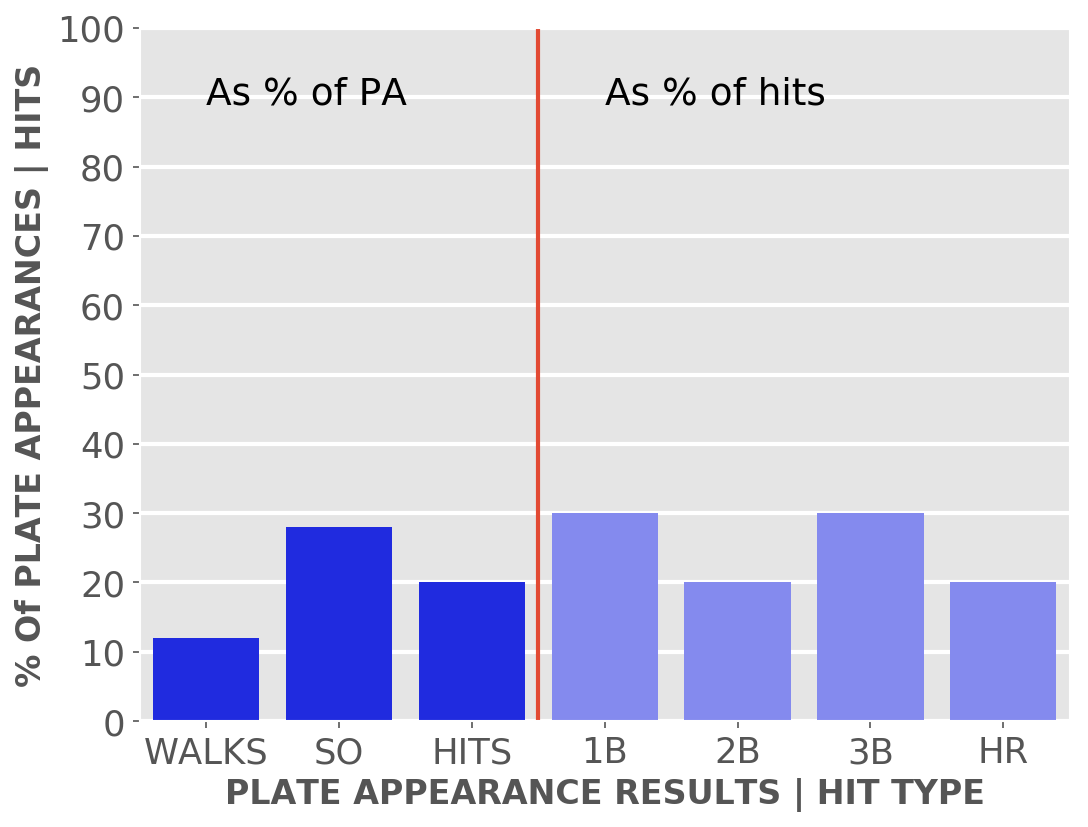 % Of PLATE APPEARANCES | HITS
100
90
80
70
60
50
40
30
20
10
0
As % of PA
As % of hits
WALKS SO HITS 1B 2B 3B HR
PLATE APPEARANCE RESULTS | HIT TYPE